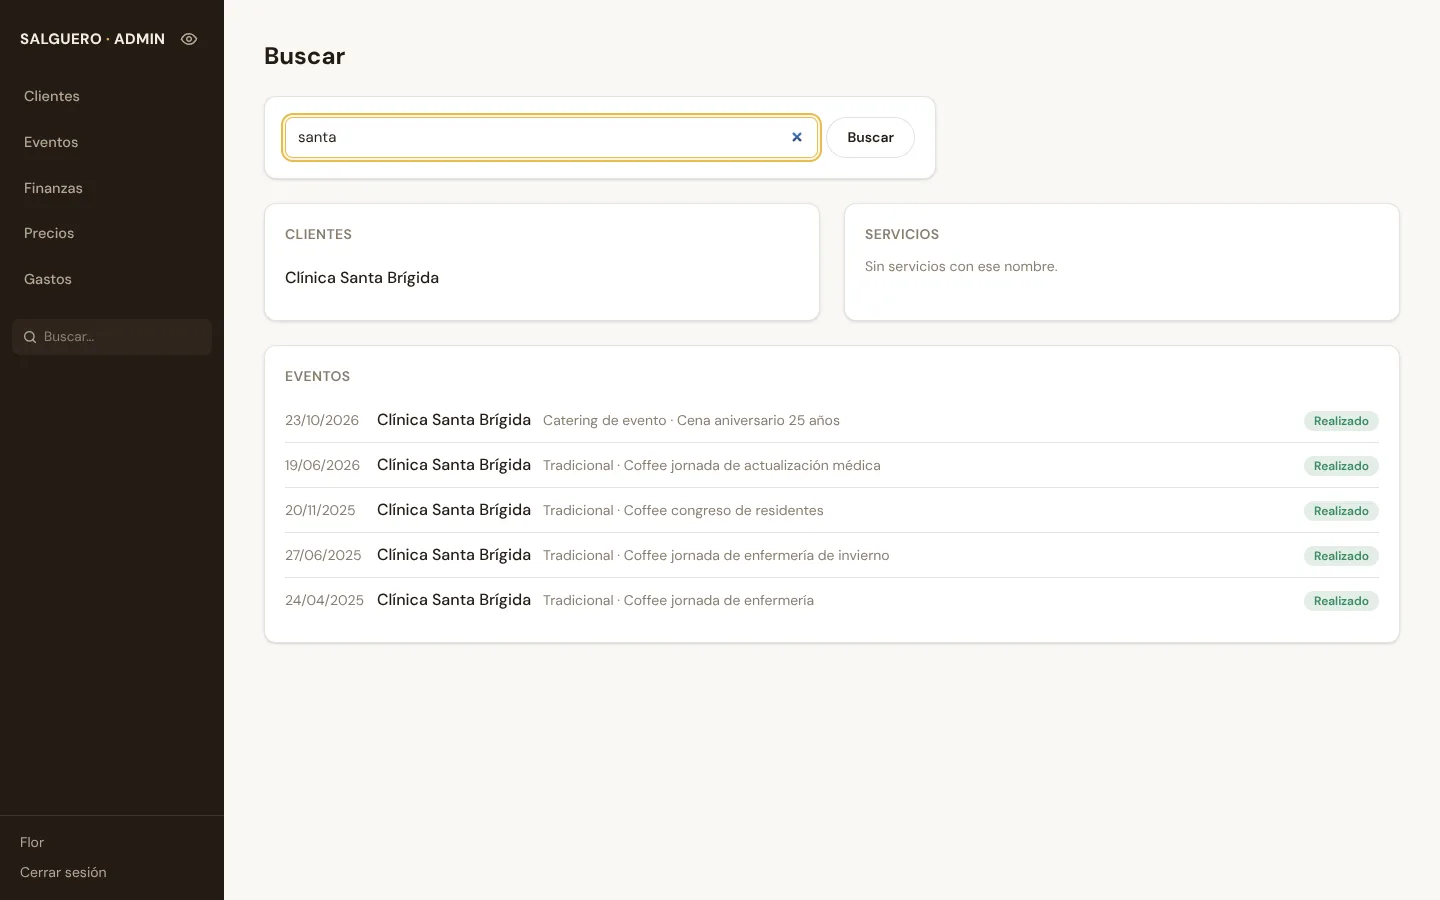 SALGUERO · ADMIN
Clientes
Eventos
Finanzas
Precios
Gastos
Buscar…
Flor
Cerrar sesión
Buscar
santa
Buscar
CLIENTES
Clínica Santa Brígida
SERVICIOS
Sin servicios con ese nombre.
EVENTOS
23/10/2026 Clínica Santa Brígida Catering de evento · Cena aniversario 25 años Realizado
19/06/2026 Clínica Santa Brígida Tradicional · Coffee jornada de actualización médica Realizado
20/11/2025 Clínica Santa Brígida Tradicional · Coffee congreso de residentes Realizado
27/06/2025 Clínica Santa Brígida Tradicional · Coffee jornada de enfermería de invierno Realizado
24/04/2025 Clínica Santa Brígida Tradicional · Coffee jornada de enfermería Realizado